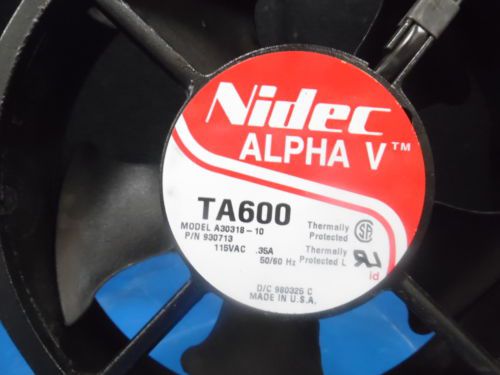 Nidec
ALPHA V™
TA600
MODEL A30318-10
P/N 930713
115VAC .35A
50/60 Hz
Thermally
Protected
Thermally
Protected L
D/C 980325 C
MADE IN U.S.A.